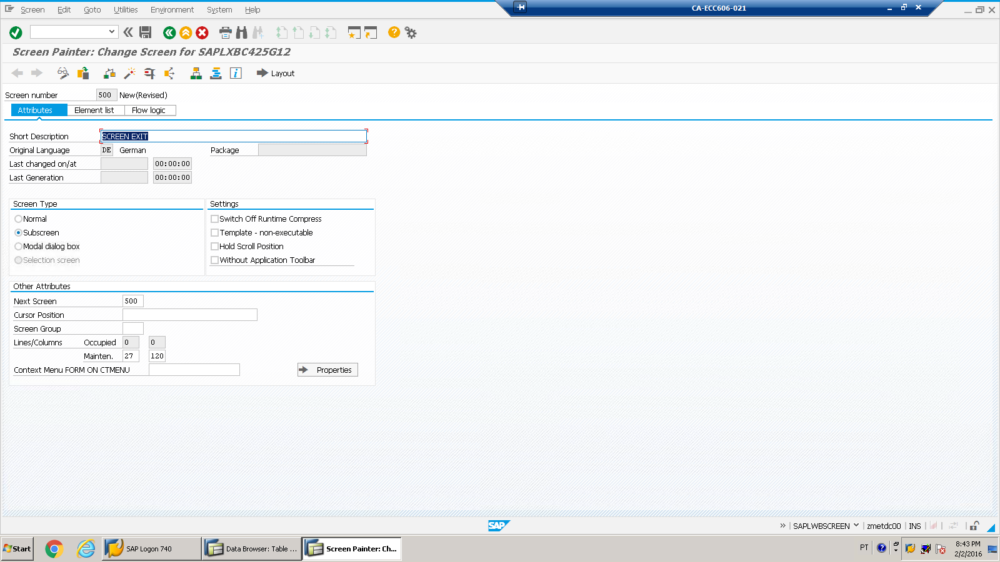 Screen Edit Goto Utilities Environment System Help
CA-ECC606-021
Screen Painter: Change Screen for SAPLXBC425G12
Layout
Screen number 500 New(Revised)
Attributes Element list Flow logic
Short Description SCREEN EXIT
Original Language DE German Package
Last changed on/at 00:00:00
Last Generation 00:00:00
Screen Type
Normal
Subscreen
Modal dialog box
Selection screen
Settings
Switch Off Runtime Compress
Template - non-executable
Hold Scroll Position
Without Application Toolbar
Other Attributes
Next Screen 500
Cursor Position
Screen Group
Lines/Columns Occupied 0 0
Mainten. 27 120
Context Menu FORM ON CTMENU
Properties
SAP
SAPLWBSCREEN zmetdc00 INS
Start
SAP Logon 740
Data Browser: Table ...
Screen Painter: Ch...
PT
8:43 PM
2/2/2016